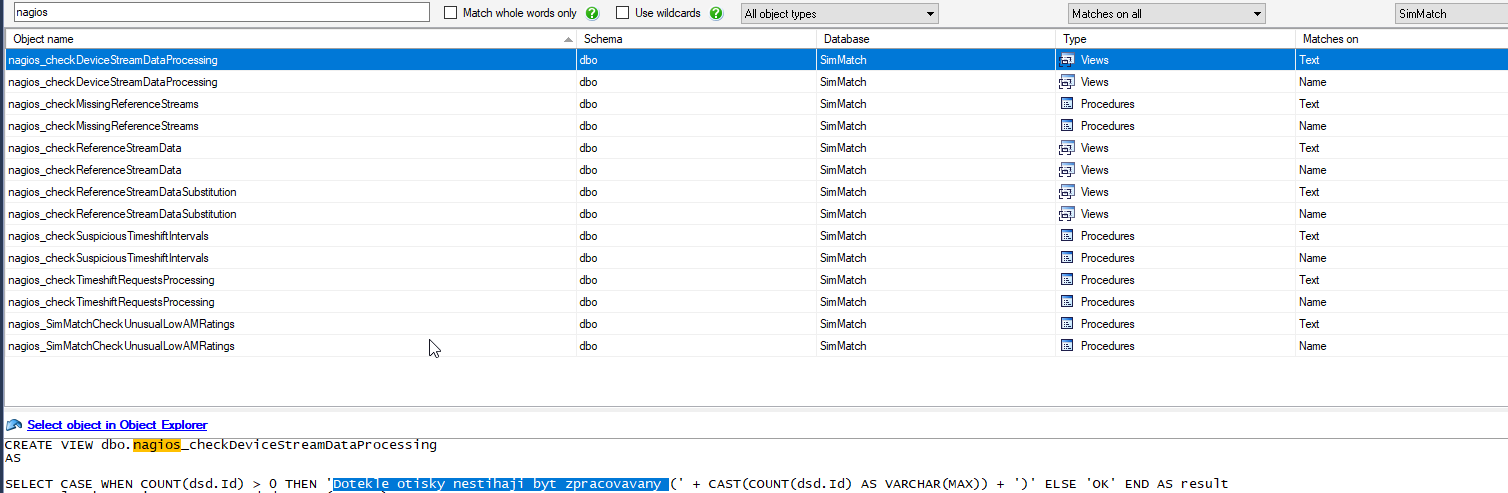 nagios Match whole words only ? Use wildcards ? All object types Matches on all SimMatch
Object name Schema Database Type Matches on
nagios_checkDeviceStreamDataProcessing dbo SimMatch Views Text
nagios_checkDeviceStreamDataProcessing dbo SimMatch Views Name
nagios_checkMissingReferenceStreams dbo SimMatch Procedures Text
nagios_checkMissingReferenceStreams dbo SimMatch Procedures Name
nagios_checkReferenceStreamData dbo SimMatch Views Text
nagios_checkReferenceStreamData dbo SimMatch Views Name
nagios_checkReferenceStreamDataSubstitution dbo SimMatch Views Text
nagios_checkReferenceStreamDataSubstitution dbo SimMatch Views Name
nagios_checkSuspiciousTimeshiftIntervals dbo SimMatch Procedures Text
nagios_checkSuspiciousTimeshiftIntervals dbo SimMatch Procedures Name
nagios_checkTimeshiftRequestsProcessing dbo SimMatch Procedures Text
nagios_checkTimeshiftRequestsProcessing dbo SimMatch Procedures Name
nagios_SimMatchCheckUnusualLowAMRatings dbo SimMatch Procedures Text
nagios_SimMatchCheckUnusualLowAMRatings dbo SimMatch Procedures Name
Select object in Object Explorer
CREATE VIEW dbo.nagios_checkDeviceStreamDataProcessing
AS
SELECT CASE WHEN COUNT(dsd.Id) > 0 THEN 'Dotekle otisky nestihaji byt zpracovavany (' + CAST(COUNT(dsd.Id) AS VARCHAR(MAX)) + ')' ELSE 'OK' END AS result